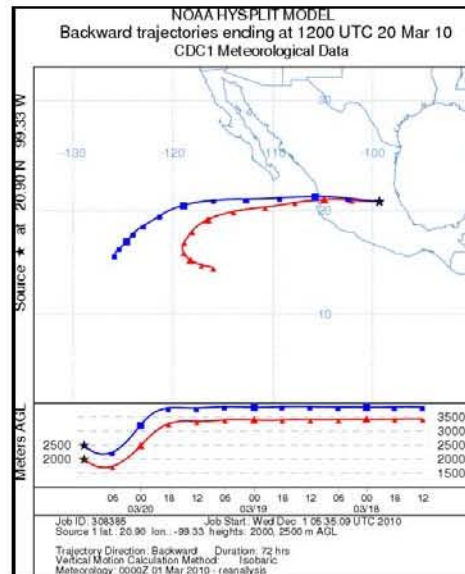 NOAA HYSPLIT MODEL
Backward trajectories ending at 1200 UTC 20 Mar 10
CDC1 Meteorological Data
Source ★ at 20.90 N 99.33 W
-130
-120
-110
-100
30
20
10
Meters AGL
2500
2000
3500
3000
2500
2000
1500
06 00 18 12 06 00 18 12 06 00 18 12
03/20 03/19 03/18
Job ID: 308385 Job Start: Wed Dec 1 05:35:09 UTC 2010
Source 1 lat.: 20.90 lon.: -99.33 heights: 2000, 2500 m AGL
Trajectory Direction: Backward Duration: 72 hrs
Vertical Motion Calculation Method: Isobaric
Meteorology: 0000Z 01 Mar 2010 - reanalysis